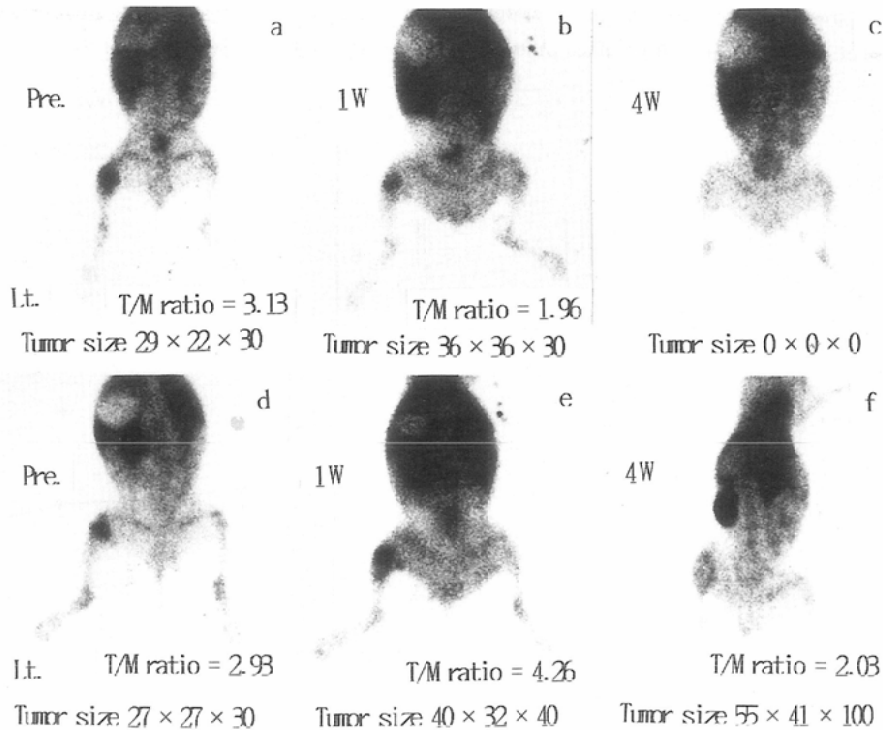 a
b
c
Pre.
1W
4W
Lt.
T/M ratio = 3.13
T/M ratio = 1.96
Tumor size 29 × 22 × 30
Tumor size 36 × 36 × 30
Tumor size 0 × 0 × 0
d
e
f
Pre.
1W
4W
Lt.
T/M ratio = 2.93
T/M ratio = 4.26
T/M ratio = 2.03
Tumor size 27 × 27 × 30
Tumor size 40 × 32 × 40
Tumor size 55 × 41 × 100